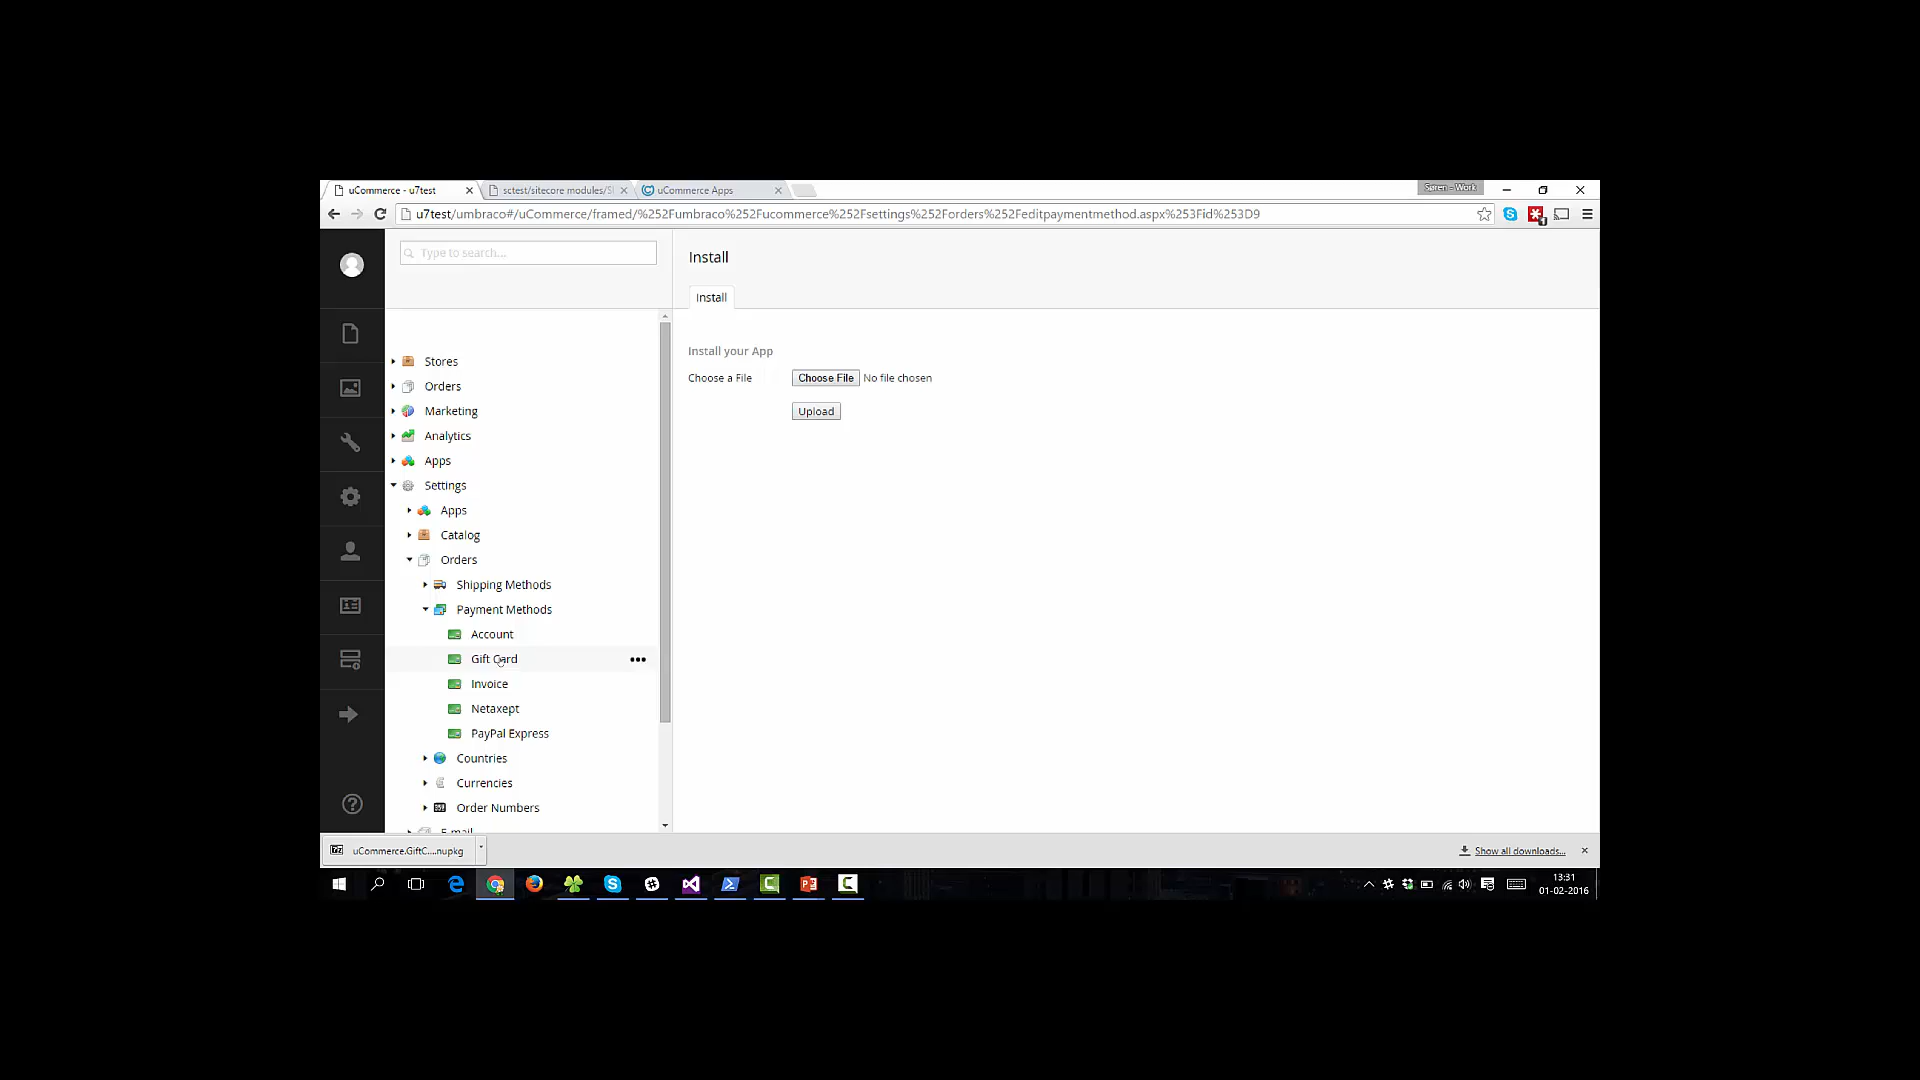 uCommerce - u7test
sctest/sitecore modules/S
uCommerce Apps
Søren - Work
u7test/umbraco#/uCommerce/framed/%252Fumbraco%252Fucommerce%252Fsettings%252Forders%252Feditpaymentmethod.aspx%253Fid%253D9
Type to search...
Install
Install
Install your App
Choose a File
Choose File
No file chosen
Upload
Stores
Orders
Marketing
Analytics
Apps
Settings
Apps
Catalog
Orders
Shipping Methods
Payment Methods
Account
Gift Card
Invoice
Netaxept
PayPal Express
Countries
Currencies
Order Numbers
E-mail
uCommerce.GiftC....nupkg
Show all downloads...
13:31
01-02-2016